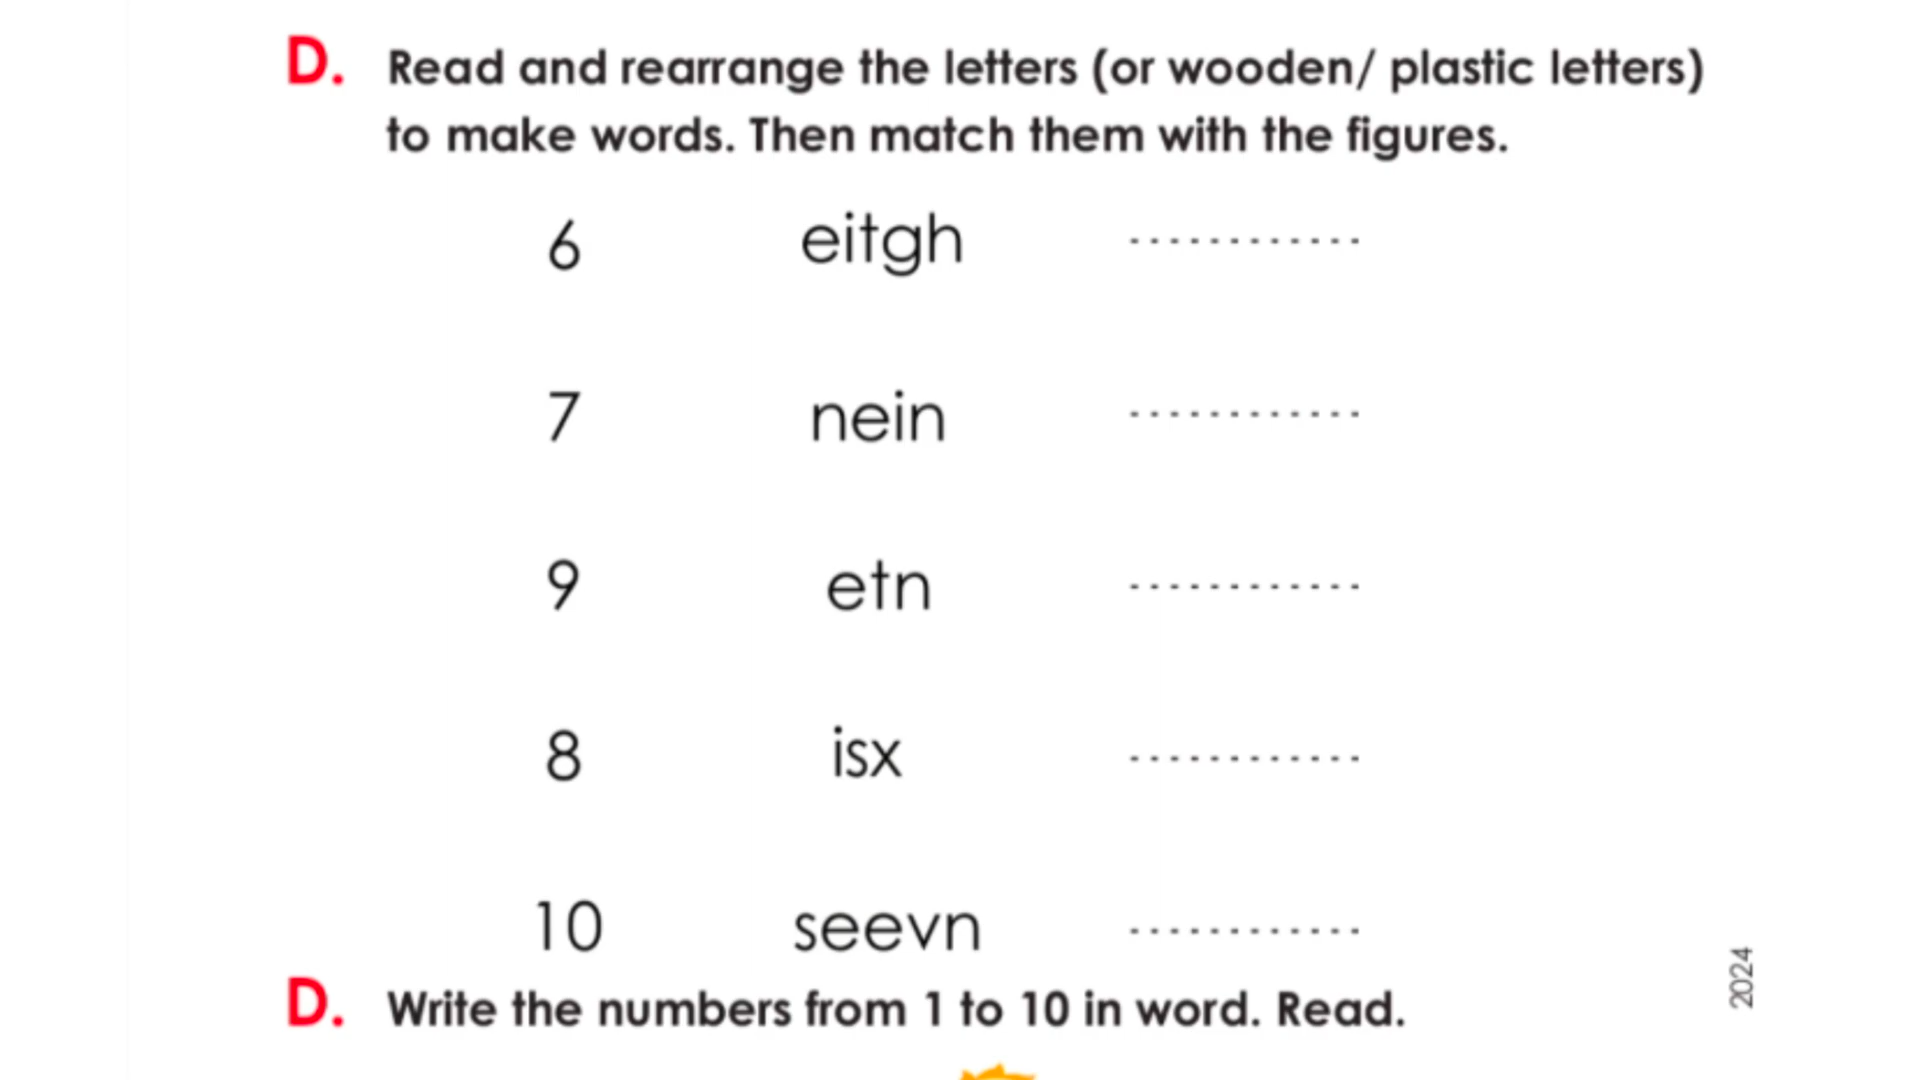 D. Read and rearrange the letters (or wooden/ plastic letters)
to make words. Then match them with the figures.
6 eitgh ............
7 nein ............
9 etn ............
8 isx ............
10 seevn ............
2024
D. Write the numbers from 1 to 10 in word. Read.